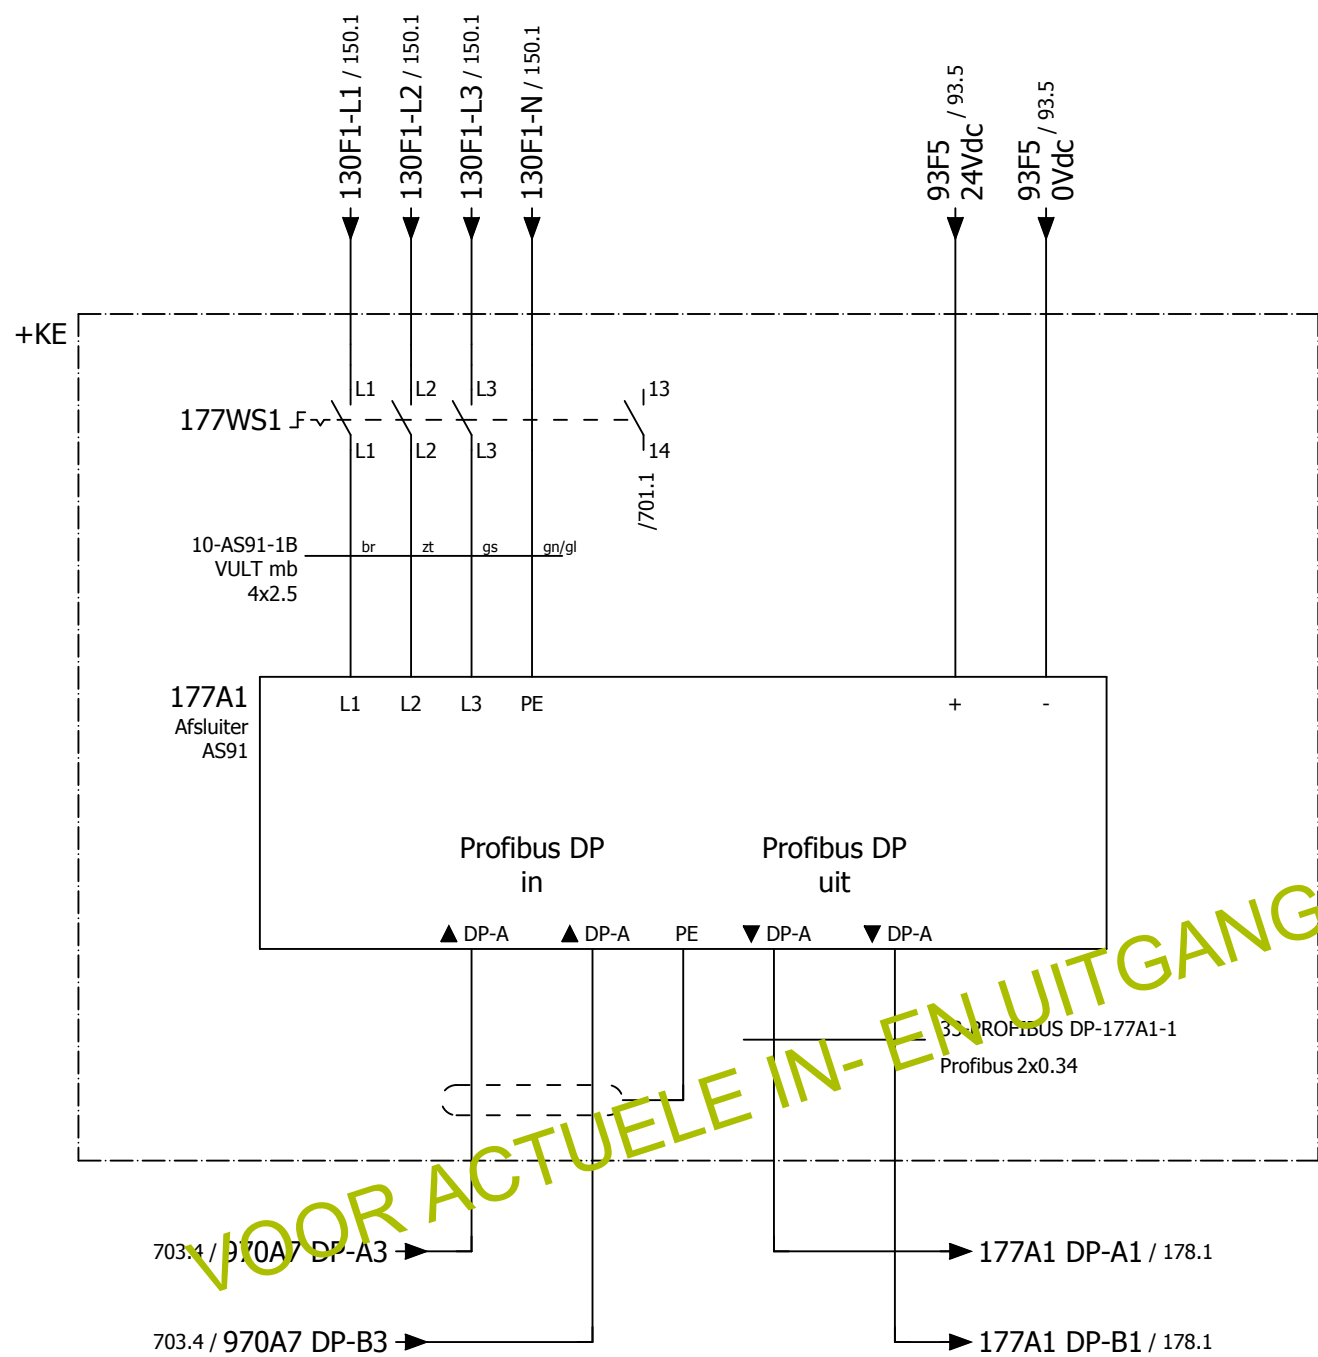 130F1-L1 / 150.1
130F1-L2 / 150.1
130F1-L3 / 150.1
130F1-N / 150.1
93F5 / 93.5
24Vdc
93F5 / 93.5
0Vdc
+KE
177WS1
L1
L2
L3
13
L1
L2
L3
14
/701.1
10-AS91-1B
VULT mb
4x2.5
br
zt
gs
gn/gl
177A1
Afsluiter
AS91
L1
L2
L3
PE
+
-
Profibus DP
in
Profibus DP
uit
DP-A
DP-A
PE
DP-A
DP-A
33-PROFIBUS DP-177A1-1
Profibus 2x0.34
VOOR ACTUELE IN- EN UITGANG
703.4 / 970A7 DP-A3
177A1 DP-A1 / 178.1
703.4 / 970A7 DP-B3
177A1 DP-B1 / 178.1